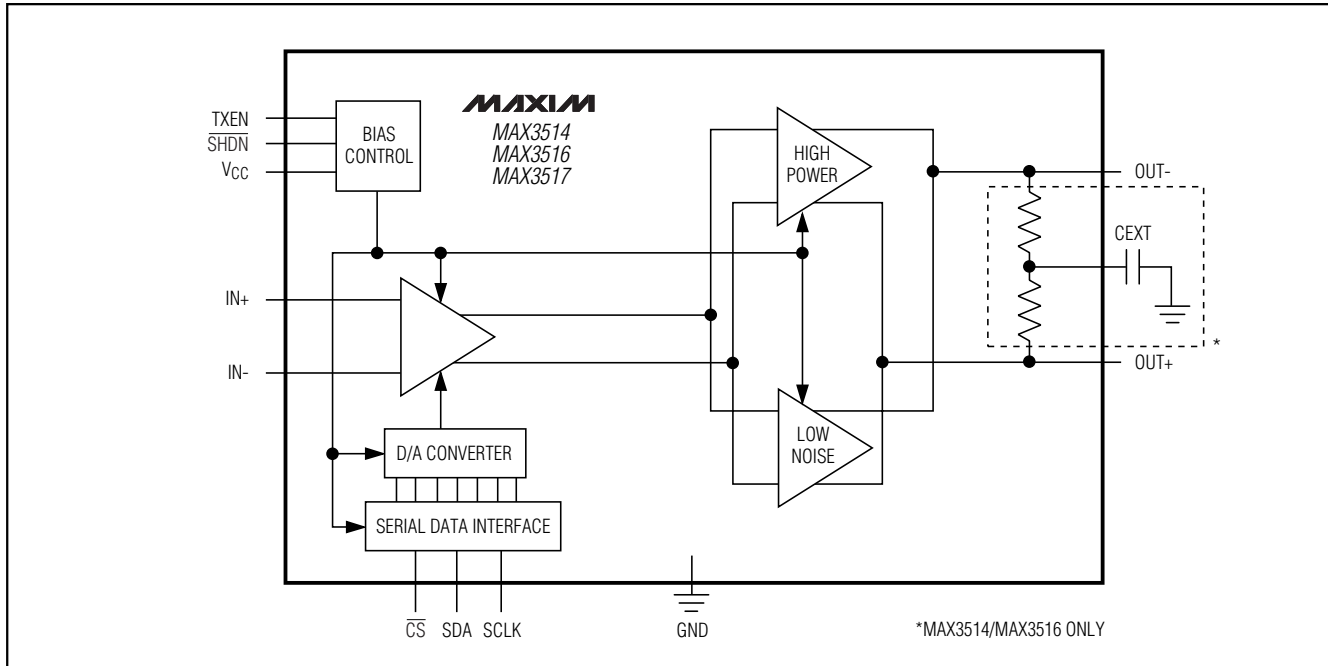 TXEN
SHDN
VCC
BIAS
CONTROL
MAXIM
MAX3514
MAX3516
MAX3517
HIGH
POWER
OUT-
CEXT
IN+
IN-
*
OUT+
LOW
NOISE
D/A CONVERTER
SERIAL DATA INTERFACE
CS SDA SCLK
GND
*MAX3514/MAX3516 ONLY